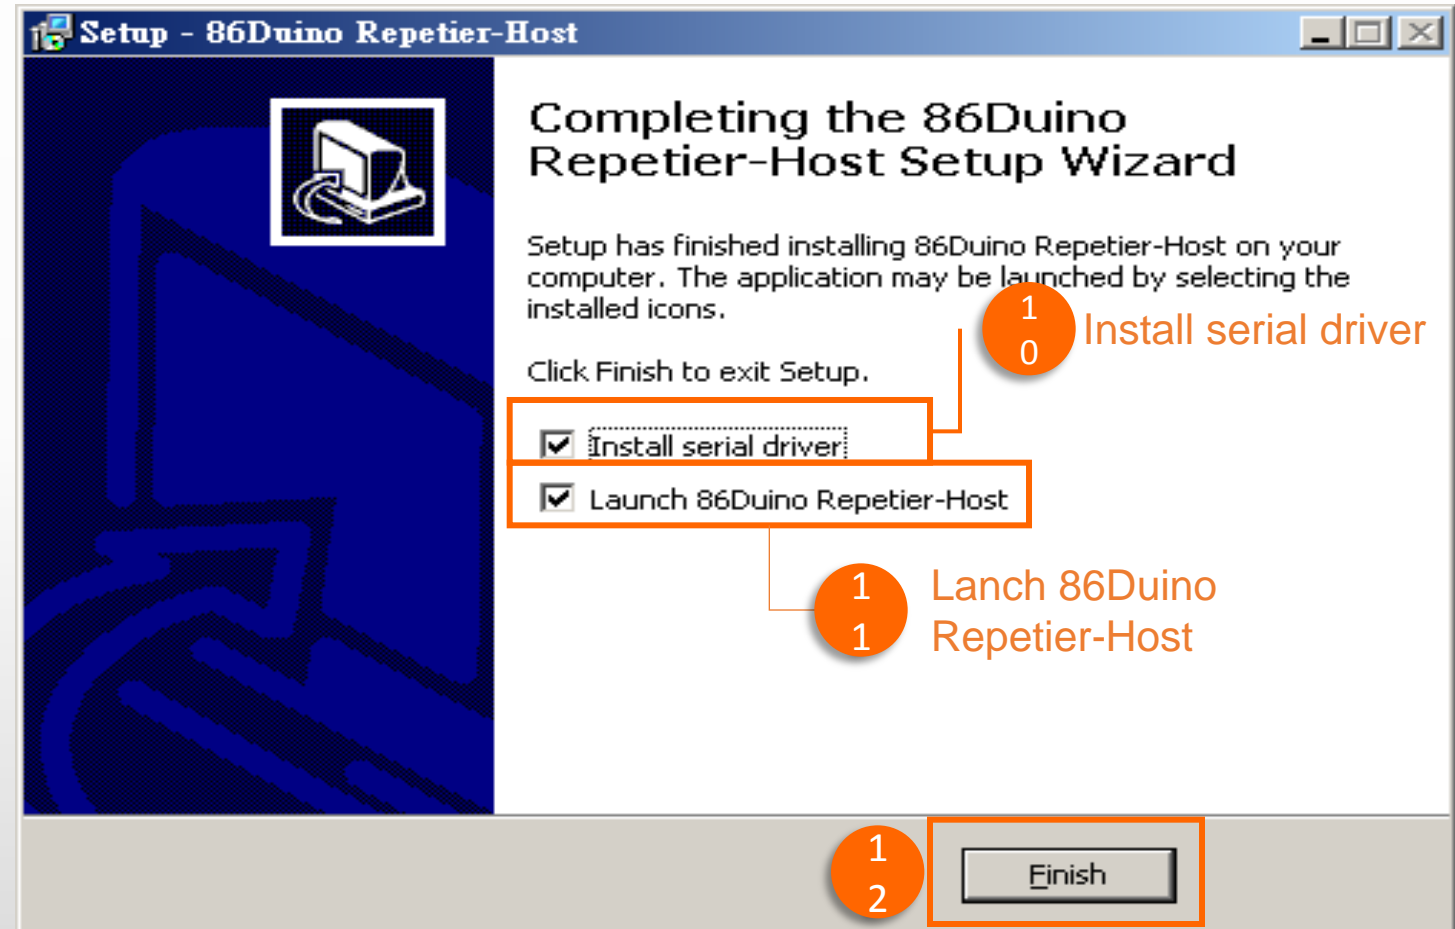 Setup - 86Duino Repetier-Host
Completing the 86Duino
Repetier-Host Setup Wizard
Setup has finished installing 86Duino Repetier-Host on your
computer. The application may be launched by selecting the
installed icons.
1
0
Install serial driver
Click Finish to exit Setup.
Install serial driver
Launch 86Duino Repetier-Host
1
1
Lanch 86Duino
Repetier-Host
1
2
Finish